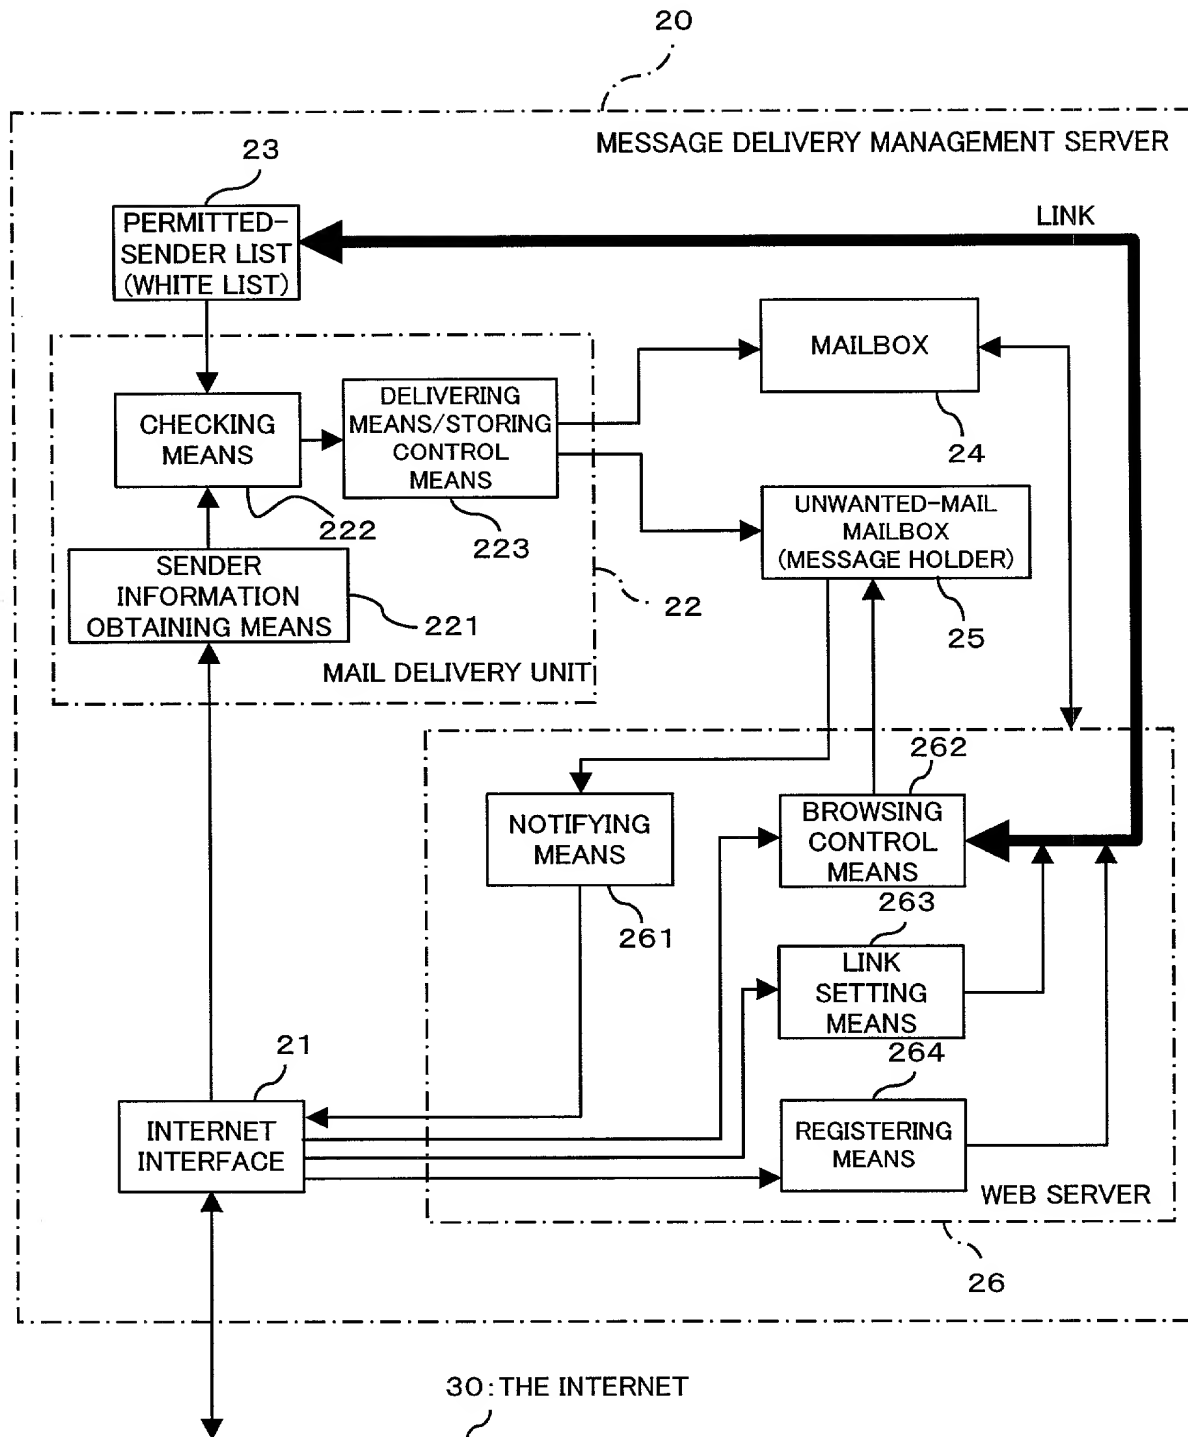 20
MESSAGE DELIVERY MANAGEMENT SERVER
23
PERMITTED-
SENDER LIST
(WHITE LIST)
LINK
MAILBOX
24
CHECKING
MEANS
222
DELIVERING
MEANS/STORING
CONTROL
MEANS
223
UNWANTED-MAIL
MAILBOX
(MESSAGE HOLDER)
25
SENDER
INFORMATION
OBTAINING MEANS
221
22
MAIL DELIVERY UNIT
262
NOTIFYING
MEANS
261
BROWSING
CONTROL
MEANS
263
LINK
SETTING
MEANS
264
21
INTERNET
INTERFACE
REGISTERING
MEANS
WEB SERVER
26
30:THE INTERNET